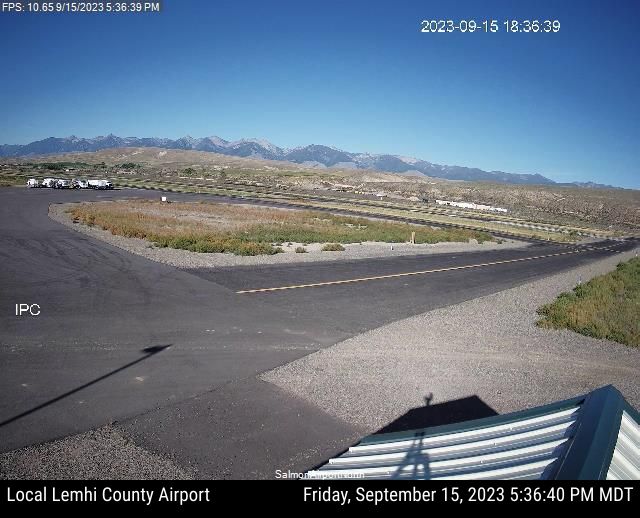 FPS: 10.65 9/15/2023 5:36:39 PM
2023-09-15 18:36:39
IPC
Local Lemhi County Airport
Friday, September 15, 2023 5:36:40 PM MDT